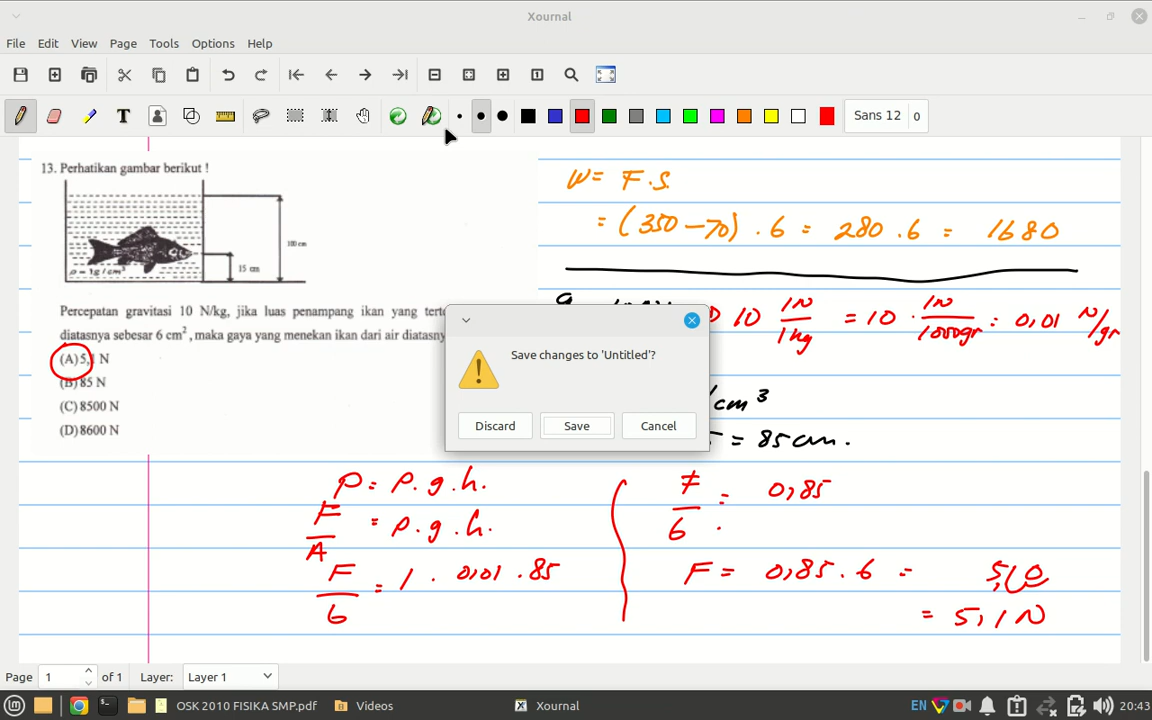 Xournal
File Edit View Page Tools Options Help
Sans 12 0
13. Perhatikan gambar berikut !
100 cm
15 cm
ρ = 1g / cm³
Percepatan gravitasi 10 N/kg, jika luas penampang ikan yang
diatasnya sebesar 6 cm², maka gaya yang menekan ikan dari air diatasny
(A) 5,1 N
(B) 85 N
(C) 8500 N
(D) 8600 N
W = F.S.
= (350 - 70) . 6 = 280 . 6 = 1680
10 1N/1kg = 10 . 1N/1000gr = 0,01 N/gr
/cm³
= 85 cm.
Save changes to 'Untitled'?
Discard Save Cancel
P = ρ.g.h.
F/A = ρ.g.h.
F/6 = 1 . 0,01 . 85
F/6 = 0,85
F = 0,85 . 6 = 5,10
= 5,1 N
Page 1 of 1 Layer: Layer 1
OSK 2010 FISIKA SMP.pdf Videos Xournal EN 20:43